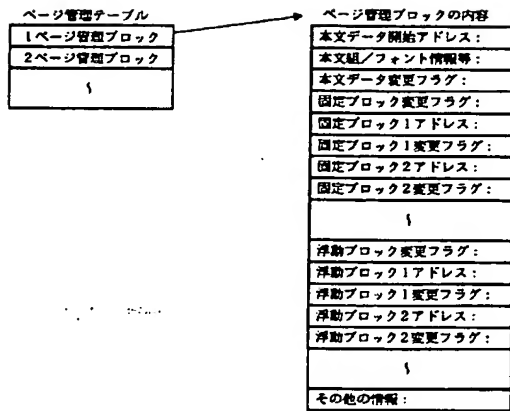 ページ管理テーブル
1ページ管理ブロック
2ページ管理ブロック
ページ管理ブロックの内容
本文データ開始アドレス：
本文組／フォント情報等：
本文データ変更フラグ：
固定ブロック変更フラグ：
固定ブロック1アドレス：
固定ブロック1変更フラグ：
固定ブロック2アドレス：
固定ブロック2変更フラグ：
浮動ブロック変更フラグ：
浮動ブロック1アドレス：
浮動ブロック1変更フラグ：
浮動ブロック2アドレス：
浮動ブロック2変更フラグ：
その他の情報：